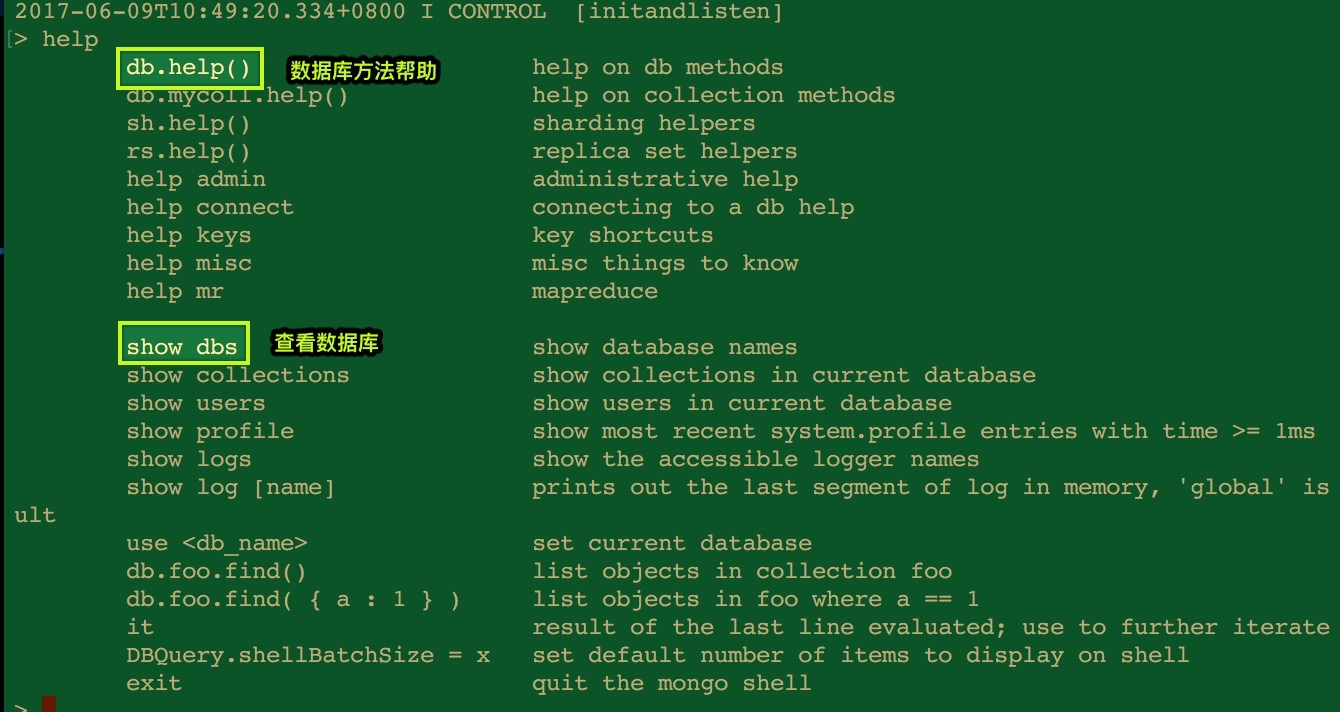 2017-06-09T10:49:20.334+0800 I CONTROL  [initandlisten]
[> help
db.help() 数据库方法帮助 help on db methods
db.mycoll.help() help on collection methods
sh.help() sharding helpers
rs.help() replica set helpers
help admin administrative help
help connect connecting to a db help
help keys key shortcuts
help misc misc things to know
help mr mapreduce
show dbs 查看数据库 show database names
show collections show collections in current database
show users show users in current database
show profile show most recent system.profile entries with time >= 1ms
show logs show the accessible logger names
show log [name] prints out the last segment of log in memory, 'global' is
ult
use <db_name> set current database
db.foo.find() list objects in collection foo
db.foo.find( { a : 1 } ) list objects in foo where a == 1
it result of the last line evaluated; use to further iterate
DBQuery.shellBatchSize = x set default number of items to display on shell
exit quit the mongo shell
>